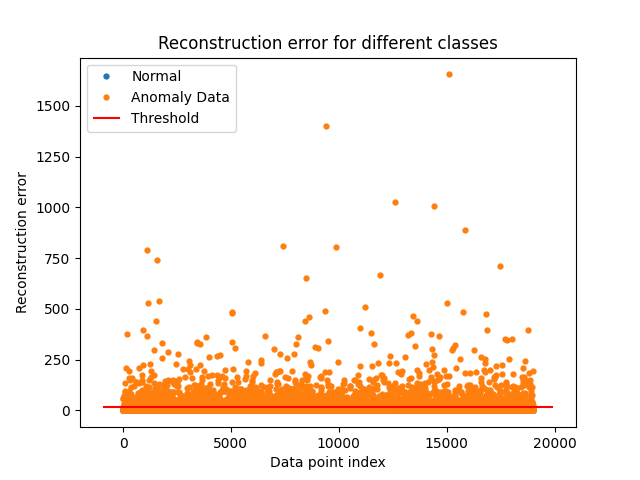 Reconstruction error for different classes
Normal
Anomaly Data
Threshold
1500
1250
1000
750
500
250
0
Reconstruction error
0 5000 10000 15000 20000
Data point index